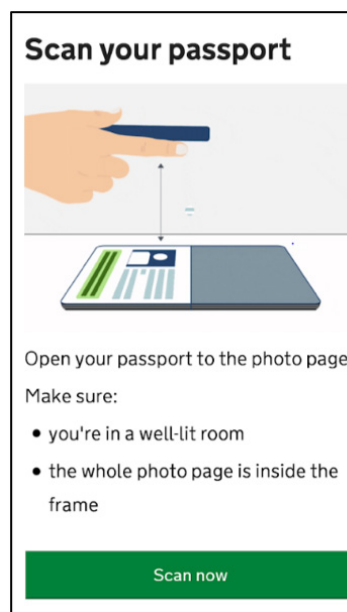 Scan your passport
Open your passport to the photo page
Make sure:
• you're in a well-lit room
• the whole photo page is inside the
frame
Scan now